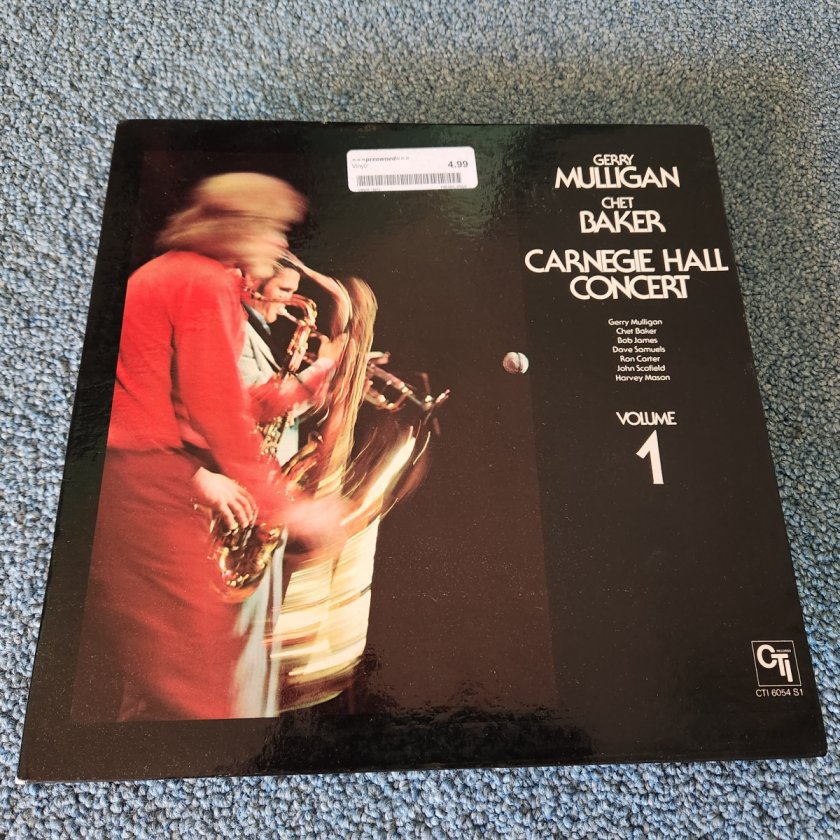 ===preowned===
Vinyl/
4.99
GERRY
MULLIGAN
CHET
BAKER
CARNEGIE HALL
CONCERT
Gerry Mulligan
Chet Baker
Bob James
Dave Samuels
Ron Carter
John Scofield
Harvey Mason
VOLUME
1
CTI
RECORDS
CTI 6054 S1